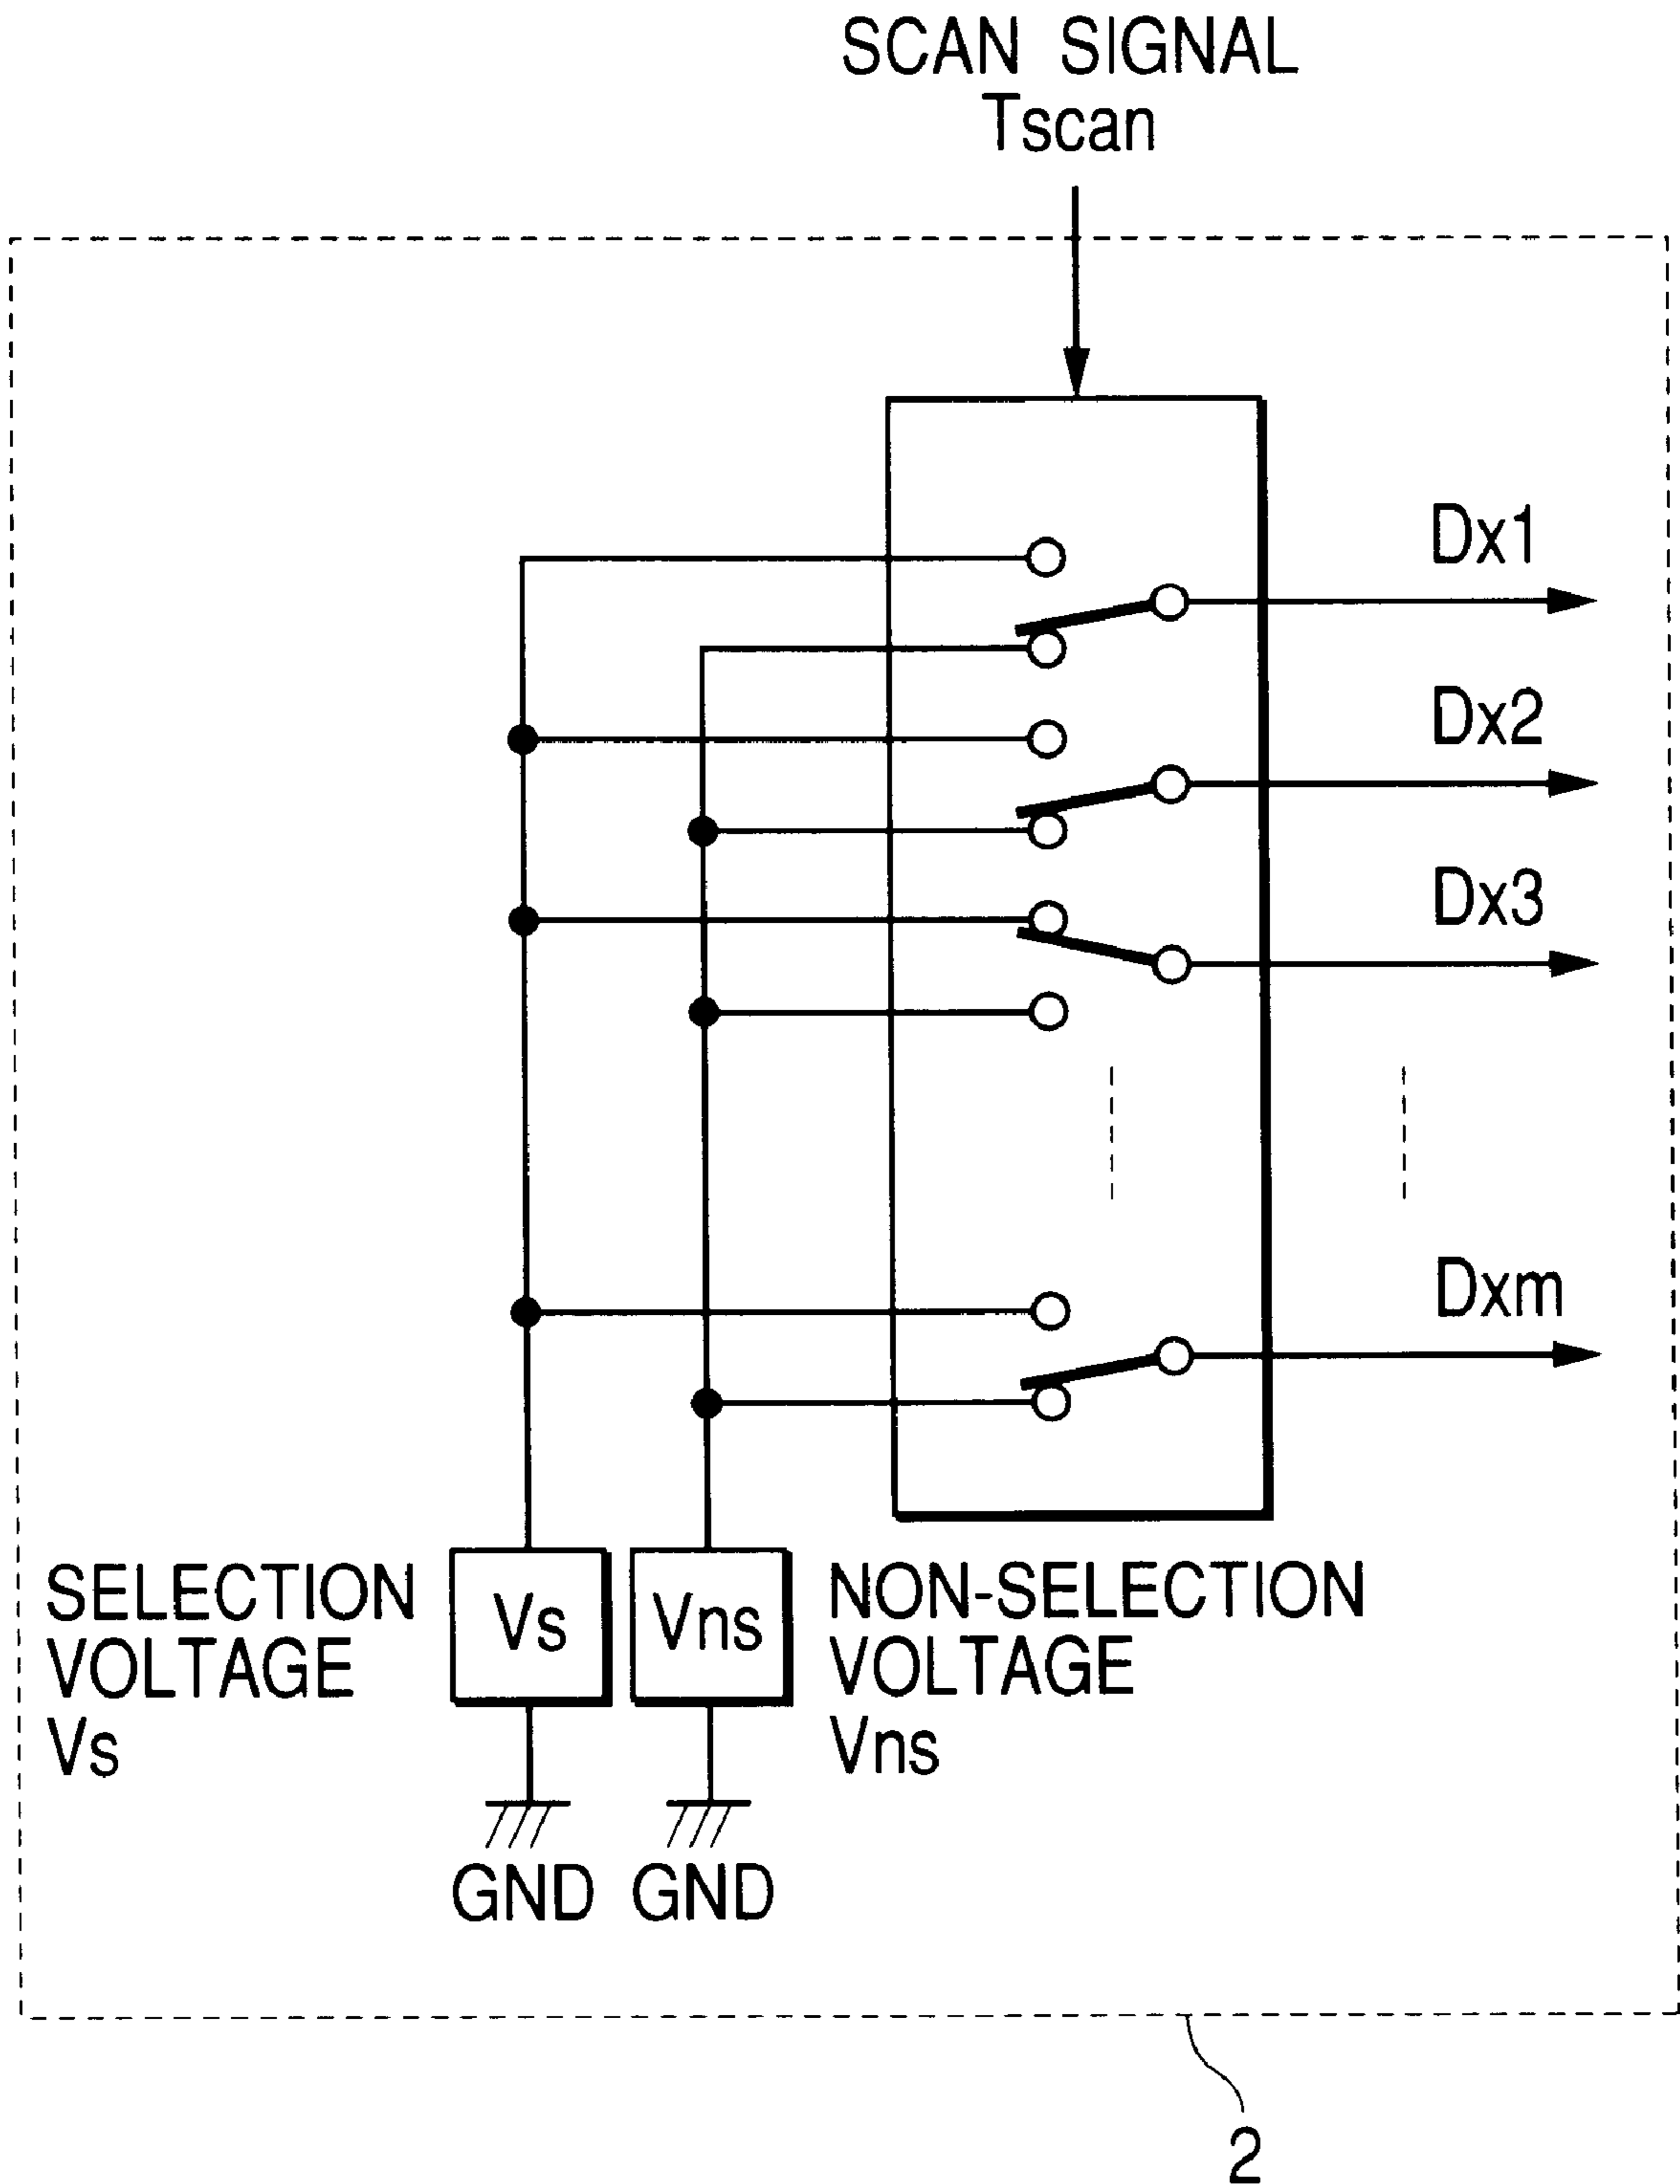 SCAN SIGNAL
Tscan
Dx1
Dx2
Dx3
Dxm
SELECTION
VOLTAGE
Vs
Vs
Vns
NON-SELECTION
VOLTAGE
Vns
GND
GND
2